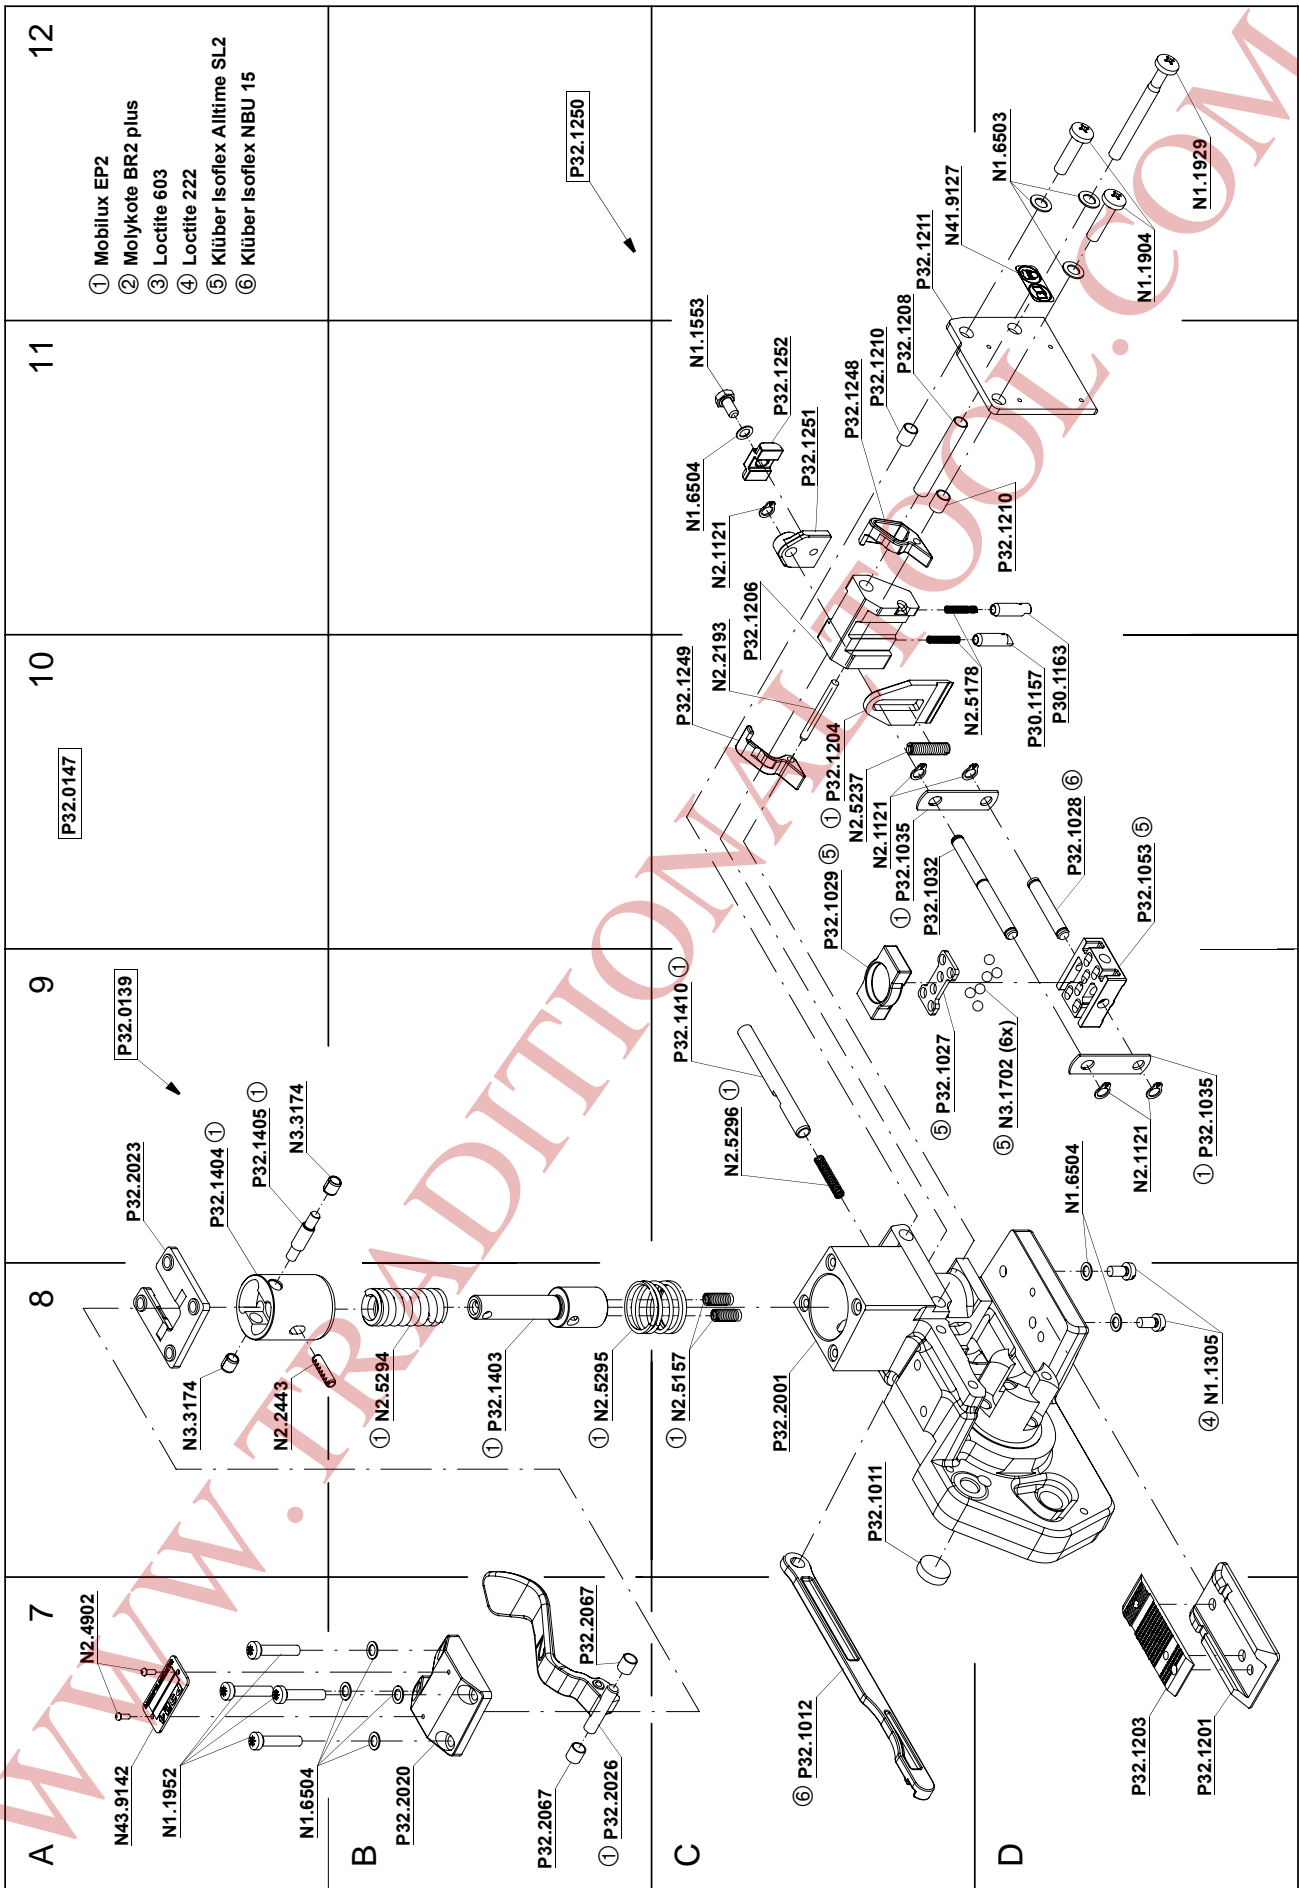 A
B
C
D
7
8
9
10
11
12
① Mobilux EP2
② Molykote BR2 plus
③ Loctite 603
④ Loctite 222
⑤ Klüber Isoflex Alltime SL2
⑥ Klüber Isoflex NBU 15
P32.0147
P32.0139
P32.1250
N43.9142
N2.4902
N1.1952
N1.6504
P32.2020
P32.2067
① P32.2026
P32.2067
P32.2023
P32.1404 ①
P32.1405 ①
N3.3174
N3.3174
N2.2443
① N2.5294
① P32.1403
① N2.5295
① N2.5157
N2.5296 ①
P32.1410 ①
P32.2001
P32.1011
⑥ P32.1012
P32.1203
P32.1201
N1.6504
④ N1.1305
P32.1029 ⑤
⑤ P32.1027
⑤ N3.1702 (6x)
N2.1121
① P32.1035
P32.1053 ⑤
P32.1028 ⑥
P32.1032
① P32.1035
N2.1121
N2.5237
① P32.1204
P32.1249
N2.2193
P32.1206
N2.5178
P30.1157
P30.1163
N2.1121
N1.6504
N1.1553
P32.1252
P32.1251
P32.1248
P32.1210
P32.1208
P32.1210
P32.1211
N41.9127
N1.6503
N1.1904
N1.1929
WWW.TRADITIONALTOOL.COM